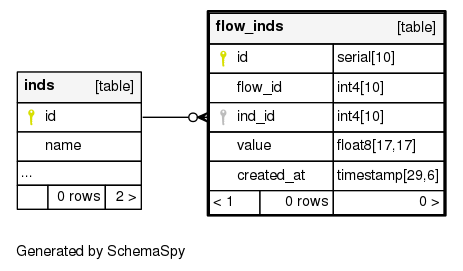 flow_inds [table]
id serial[10]
flow_id int4[10]
ind_id int4[10]
value float8[17,17]
created_at timestamp[29,6]
< 1 0 rows 0 >
inds [table]
id
name
...
0 rows 2 >
Generated by SchemaSpy